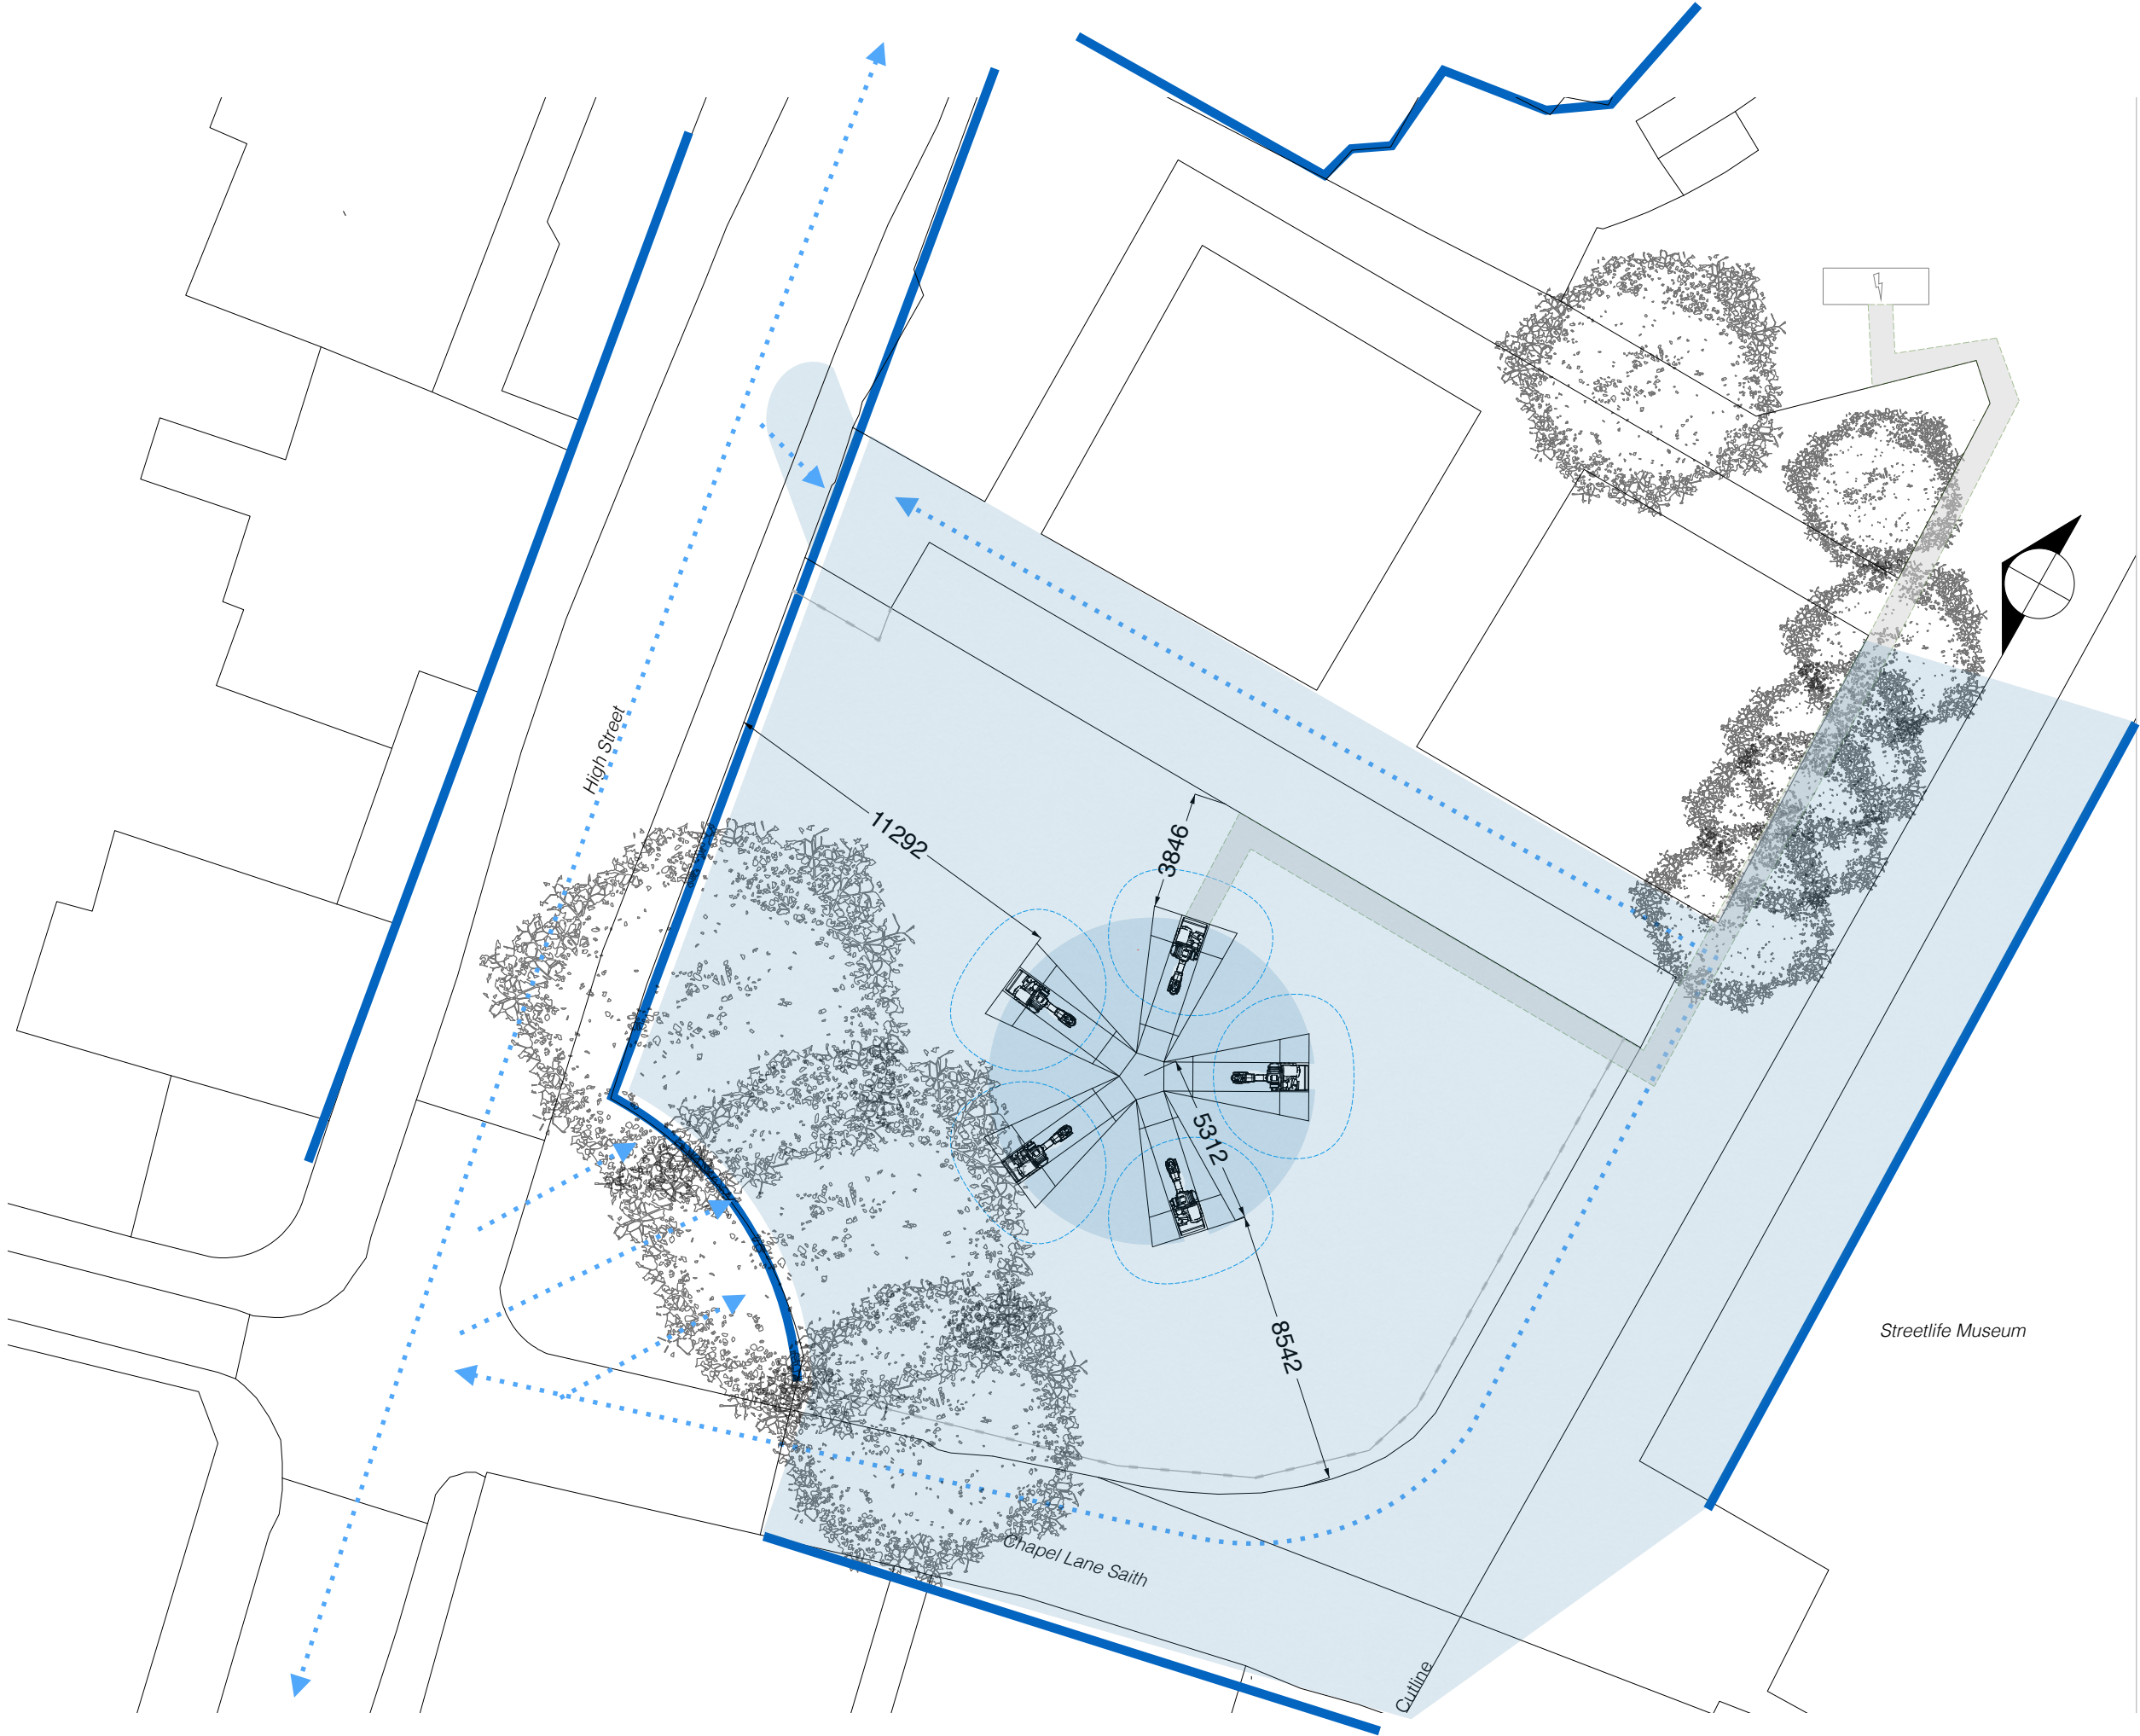 High Street
11292
3846
5312
8542
Streetlife Museum
Chapel Lane Saith
Cutline